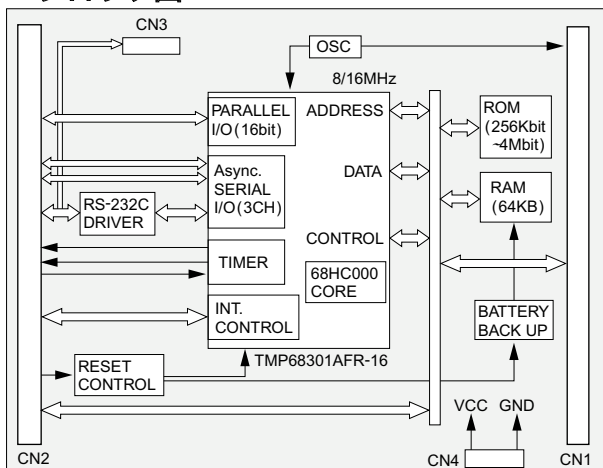 CN3
OSC
8/16MHz
PARALLEL
I/O(16bit)
ADDRESS
ROM
(256Kbit
~4Mbit)
Async.
SERIAL
I/O(3CH)
DATA
RAM
(64KB)
RS-232C
DRIVER
CONTROL
TIMER
68HC000
CORE
INT.
CONTROL
BATTERY
BACK UP
RESET
CONTROL
TMP68301AFR-16
VCC GND
CN2
CN4
CN1